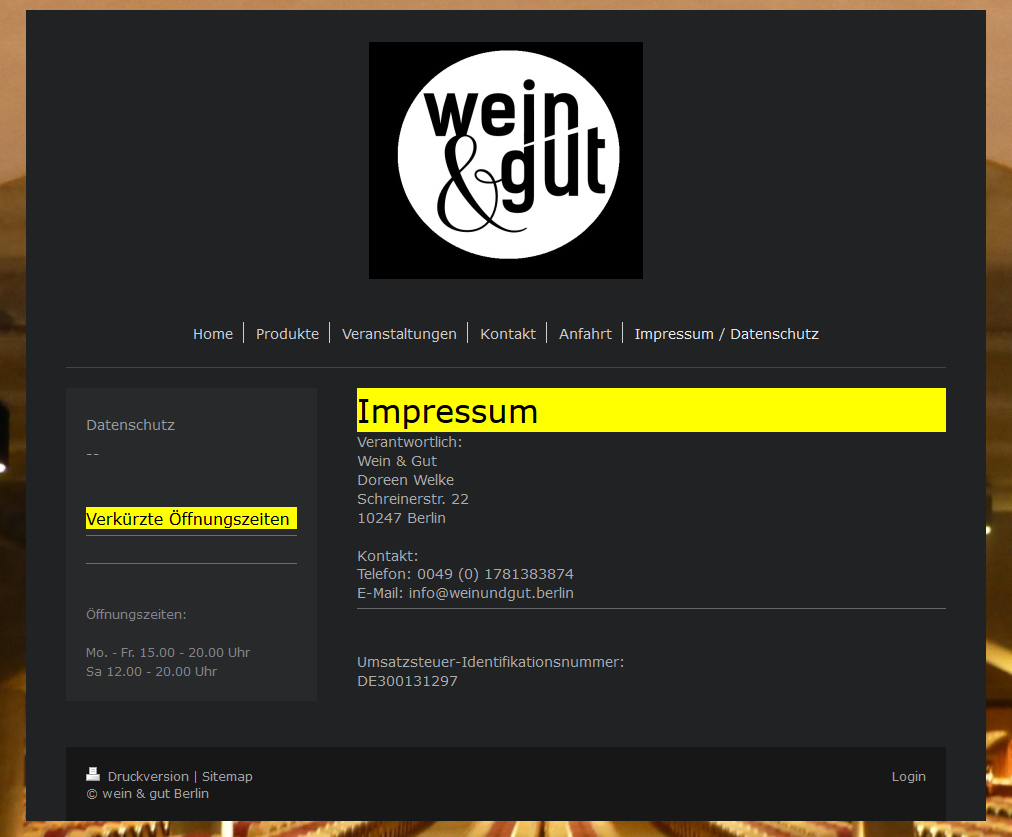 wein
& gut
Home
Produkte
Veranstaltungen
Kontakt
Anfahrt
Impressum / Datenschutz
Datenschutz
--
Verkürzte Öffnungszeiten
Öffnungszeiten:
Mo. - Fr. 15.00 - 20.00 Uhr
Sa 12.00 - 20.00 Uhr
Impressum
Verantwortlich:
Wein & Gut
Doreen Welke
Schreinerstr. 22
10247 Berlin
Kontakt:
Telefon: 0049 (0) 1781383874
E-Mail: info@weinundgut.berlin
Umsatzsteuer-Identifikationsnummer:
DE300131297
Druckversion | Sitemap
© wein & gut Berlin
Login